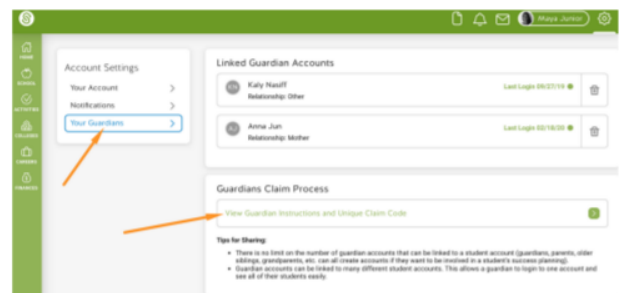 Maya Junior
HOME
SCHOOL
ACTIVITIES
COLLEGES
CAREERS
FINANCES
Account Settings
Your Account
Notifications
Your Guardians
Linked Guardian Accounts
KN
Katy Nasiff
Relationship: Other
Last Login 09/27/19
AJ
Anna Jun
Relationship: Mother
Last Login 02/18/20
Guardians Claim Process
View Guardian Instructions and Unique Claim Code
Tips for Sharing:
There is no limit on the number of guardian accounts that can be linked to a student account (guardians, parents, older
siblings, grandparents, etc. can all create accounts if they want to be involved in a student's success planning).
Guardian accounts can be linked to many different student accounts. This allows a guardian to login to one account and
see all of their students easily.